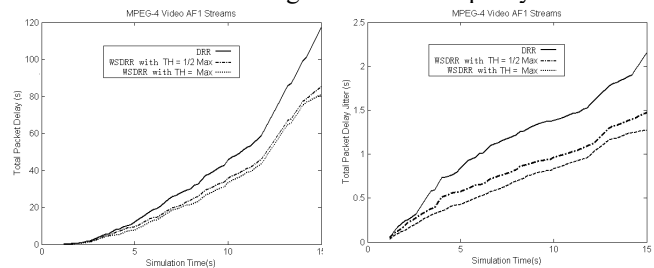 MPEG-4 Video AF1 Streams
120
100
80
60
40
20
0
Total Packet Delay (s)
DRR
WSDRR with TH = 1/2 Max
WSDRR with TH = Max
0
5
10
15
Simulation Time(s)
MPEG-4 Video AF1 Streams
2.5
2
1.5
1
0.5
0
Total Packet Delay Jitter (s)
DRR
WSDRR with TH = 1/2 Max
WSDRR with TH = Max
0
5
10
15
Simulation Time(s)